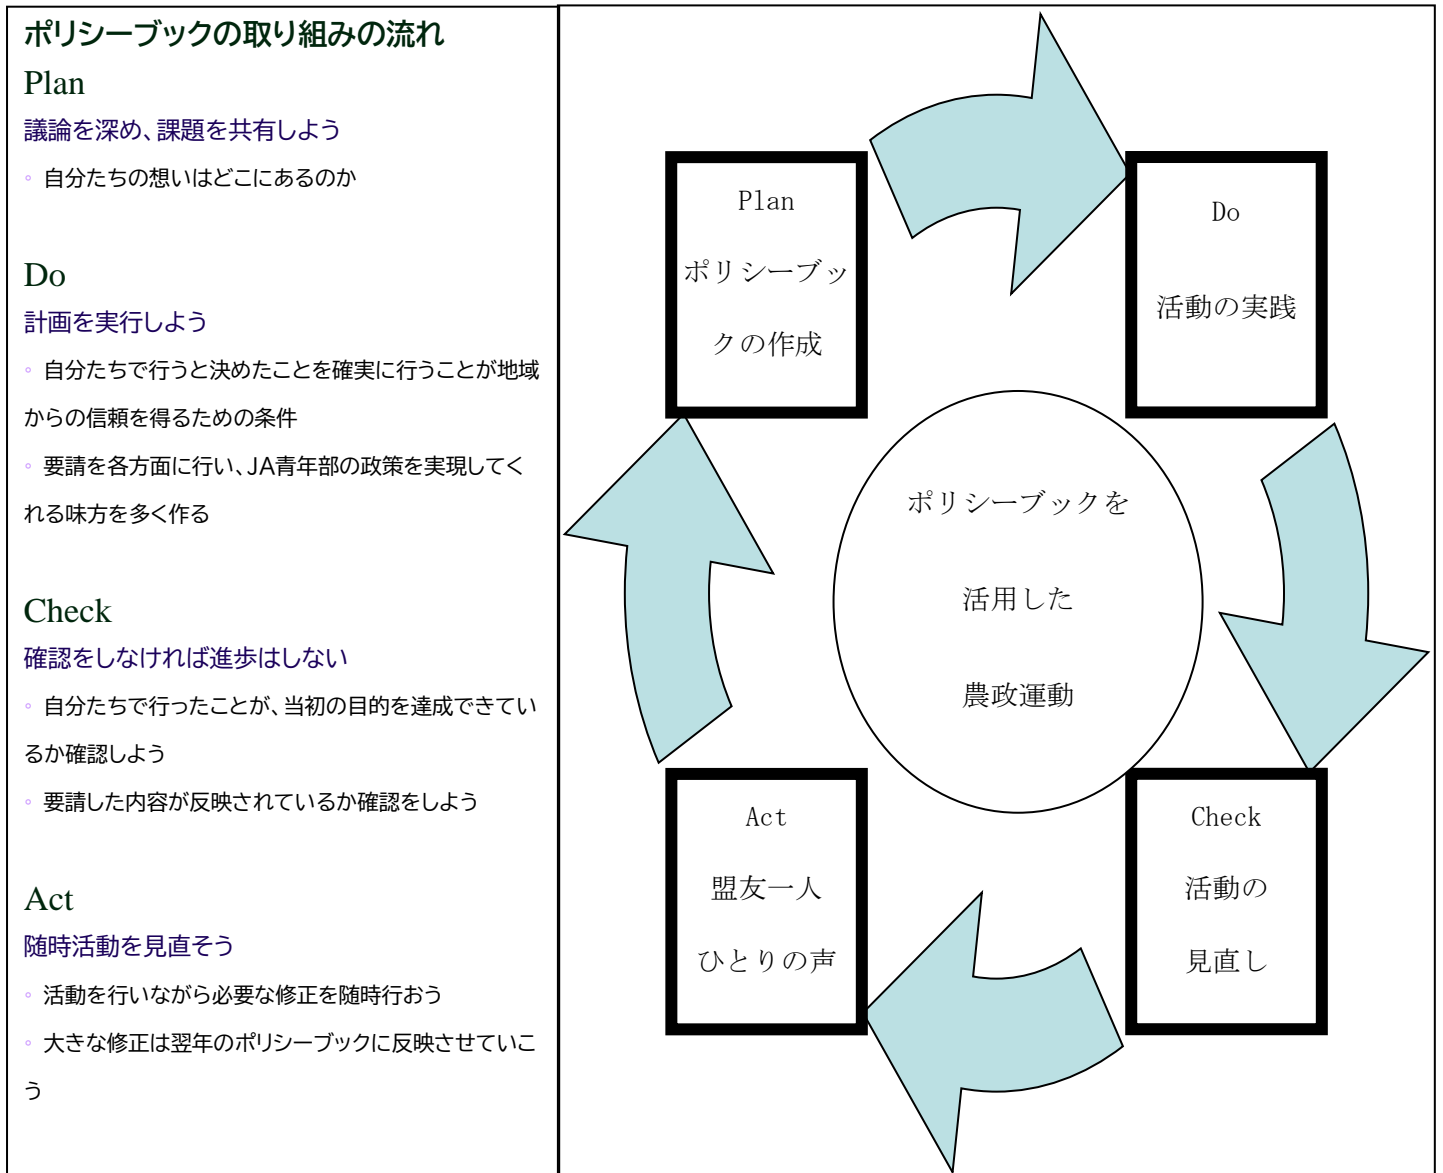 ポリシーブックの取り組みの流れ
Plan
議論を深め、課題を共有しよう
◦ 自分たちの想いはどこにあるのか
Do
計画を実行しよう
◦ 自分たちで行うと決めたことを確実に行うことが地域
からの信頼を得るための条件
◦ 要請を各方面に行い、JA青年部の政策を実現してく
れる味方を多く作る
Check
確認をしなければ進歩はしない
◦ 自分たちで行ったことが、当初の目的を達成できてい
るか確認しよう
◦ 要請した内容が反映されているか確認をしよう
Act
随時活動を見直そう
◦ 活動を行いながら必要な修正を随時行おう
◦ 大きな修正は翌年のポリシーブックに反映させていこ
う
Plan
ポリシーブッ
クの作成
Do
活動の実践
ポリシーブックを
活用した
農政運動
Act
盟友一人
ひとりの声
Check
活動の
見直し